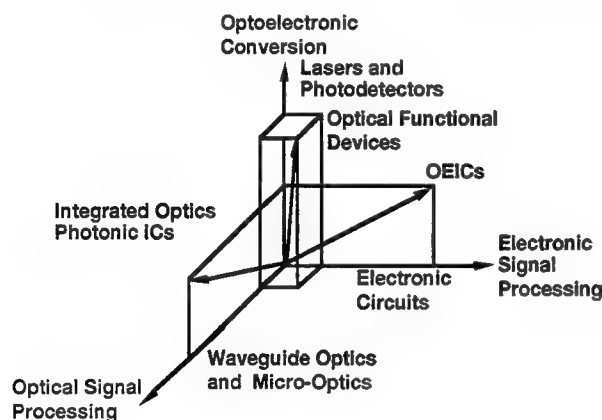 Optoelectronic
Conversion
Lasers and
Photodetectors
Optical Functional
Devices
OEICs
Integrated Optics
Photonic ICs
Electronic
Signal
Processing
Electronic
Circuits
Waveguide Optics
and Micro-Optics
Optical Signal
Processing